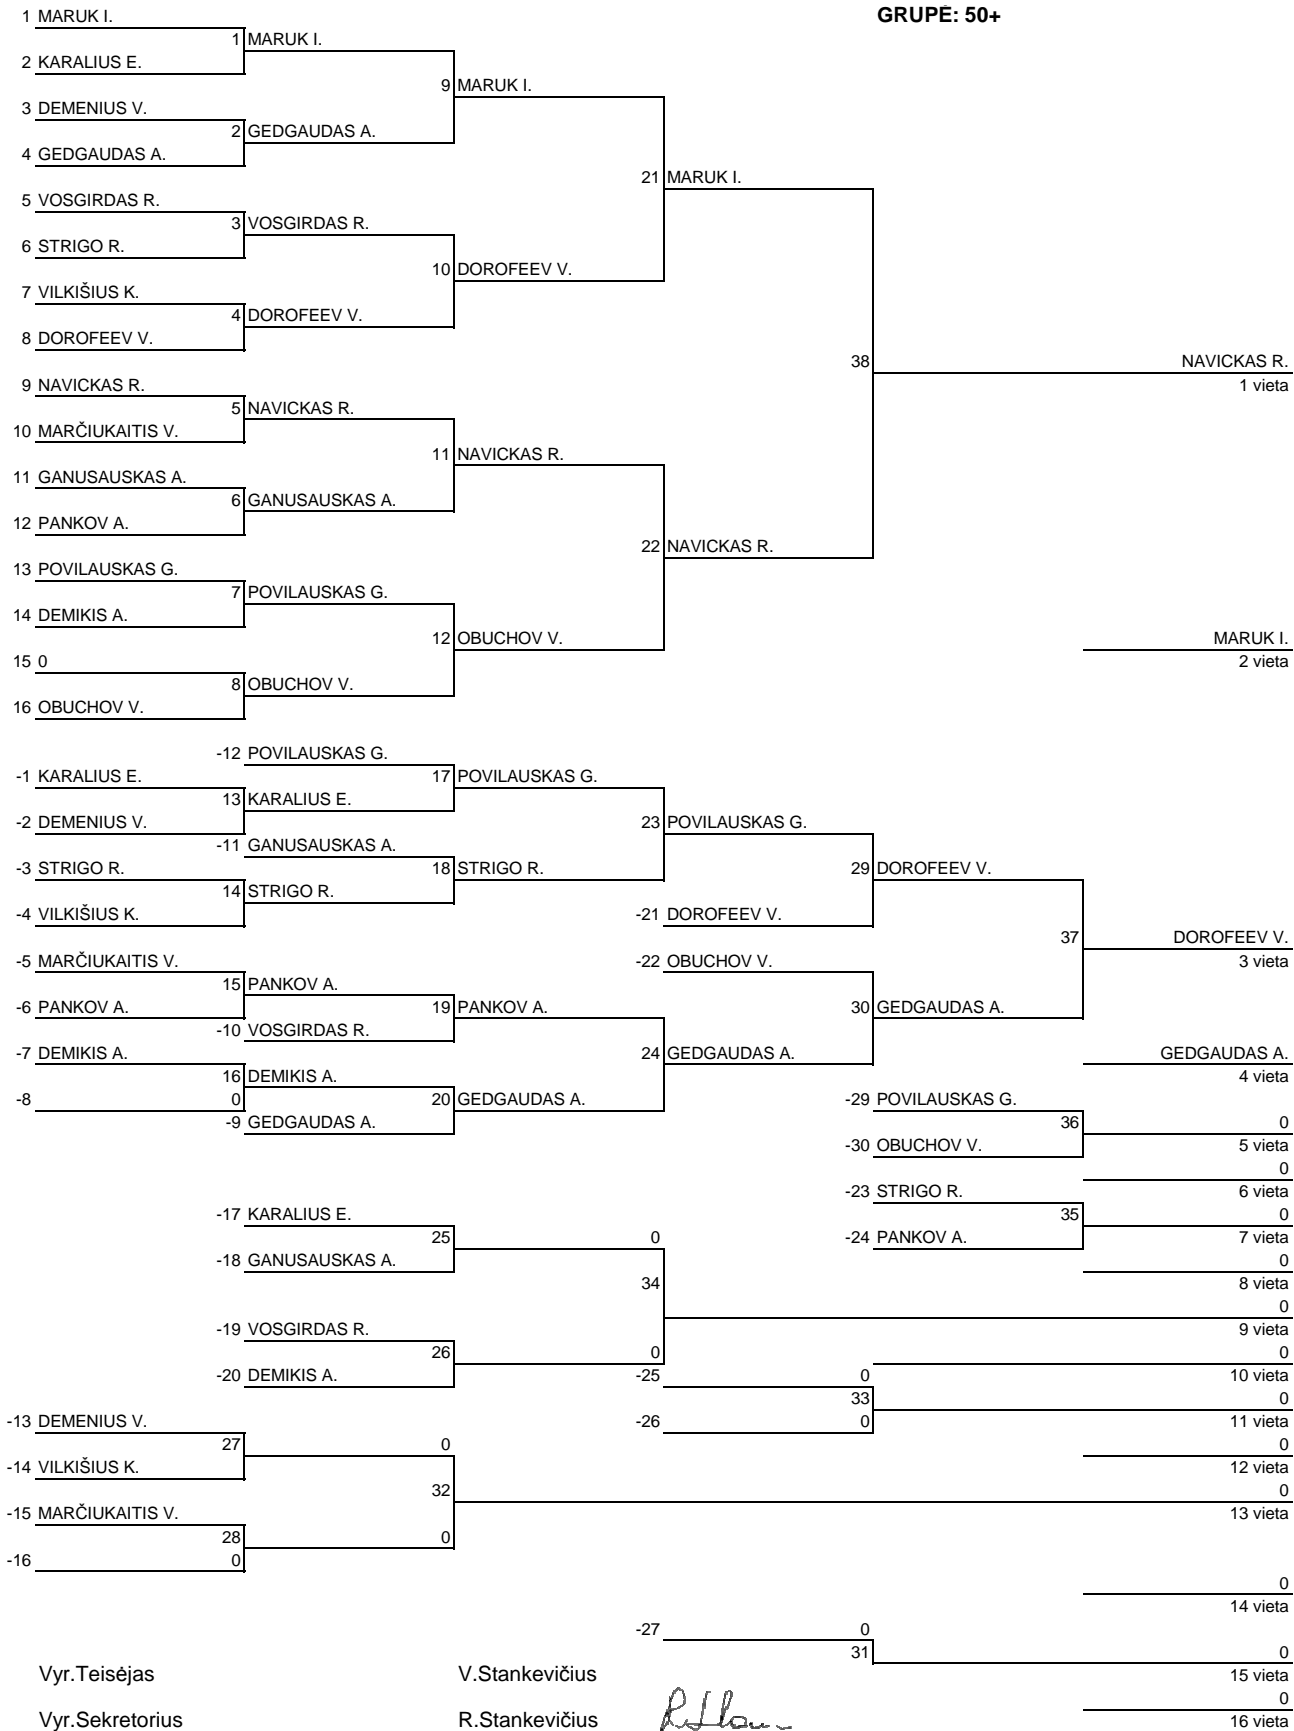 GRUPĖ: 50+
1 MARUK I.
1 MARUK I.
2 KARALIUS E.
9 MARUK I.
3 DEMENIUS V.
2 GEDGAUDAS A.
4 GEDGAUDAS A.
21 MARUK I.
5 VOSGIRDAS R.
3 VOSGIRDAS R.
6 STRIGO R.
10 DOROFEEV V.
7 VILKIŠIUS K.
4 DOROFEEV V.
8 DOROFEEV V.
38 NAVICKAS R.
9 NAVICKAS R.
1 vieta
5 NAVICKAS R.
10 MARČIUKAITIS V.
11 NAVICKAS R.
11 GANUSAUSKAS A.
6 GANUSAUSKAS A.
12 PANKOV A.
22 NAVICKAS R.
13 POVILAUSKAS G.
7 POVILAUSKAS G.
14 DEMIKIS A.
12 OBUCHOV V. MARUK I.
15 0 2 vieta
8 OBUCHOV V.
16 OBUCHOV V.
-12 POVILAUSKAS G.
-1 KARALIUS E. 17 POVILAUSKAS G.
13 KARALIUS E.
-2 DEMENIUS V. 23 POVILAUSKAS G.
-11 GANUSAUSKAS A.
-3 STRIGO R. 18 STRIGO R. 29 DOROFEEV V.
14 STRIGO R.
-4 VILKIŠIUS K. -21 DOROFEEV V.
37 DOROFEEV V.
-5 MARČIUKAITIS V. -22 OBUCHOV V. 3 vieta
15 PANKOV A.
-6 PANKOV A. 19 PANKOV A. 30 GEDGAUDAS A.
-10 VOSGIRDAS R.
-7 DEMIKIS A. 24 GEDGAUDAS A. GEDGAUDAS A.
16 DEMIKIS A. 4 vieta
-8 0 20 GEDGAUDAS A. -29 POVILAUSKAS G.
-9 GEDGAUDAS A. 36 0
-30 OBUCHOV V. 5 vieta
0
-23 STRIGO R. 6 vieta
-17 KARALIUS E. 35 0
25 0 -24 PANKOV A. 7 vieta
-18 GANUSAUSKAS A. 0
34 8 vieta
0
-19 VOSGIRDAS R. 9 vieta
26 0 0
-20 DEMIKIS A. -25 0 10 vieta
33 0
-13 DEMENIUS V. -26 0 11 vieta
27 0 0
-14 VILKIŠIUS K. 12 vieta
32 0
-15 MARČIUKAITIS V. 13 vieta
28 0
-16 0
0
14 vieta
-27 0
31 0
Vyr.Teisėjas V.Stankevičius 15 vieta
0
Vyr.Sekretorius R.Stankevičius 16 vieta